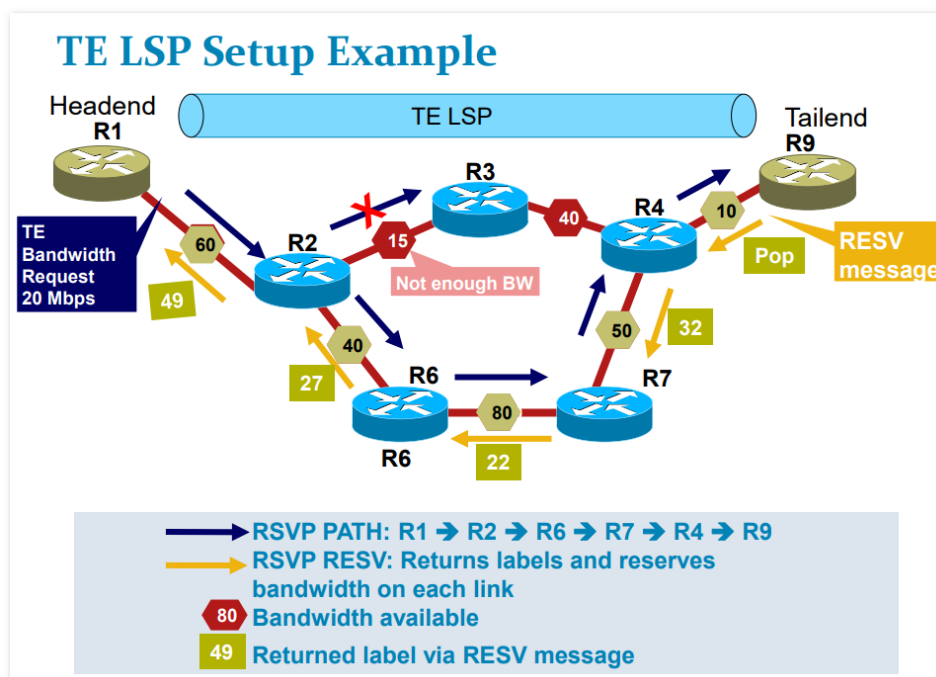 TE LSP Setup Example
Headend
R1
TE LSP
Tailend
R9
R3
R4
10
40
15
60
R2
TE
Bandwidth
Request
20 Mbps
RESV
message
Pop
Not enough BW
49
40
27
50
32
R6
R7
80
R6
22
RSVP PATH: R1 ➔ R2 ➔ R6 ➔ R7 ➔ R4 ➔ R9
RSVP RESV: Returns labels and reserves
bandwidth on each link
80 Bandwidth available
49 Returned label via RESV message